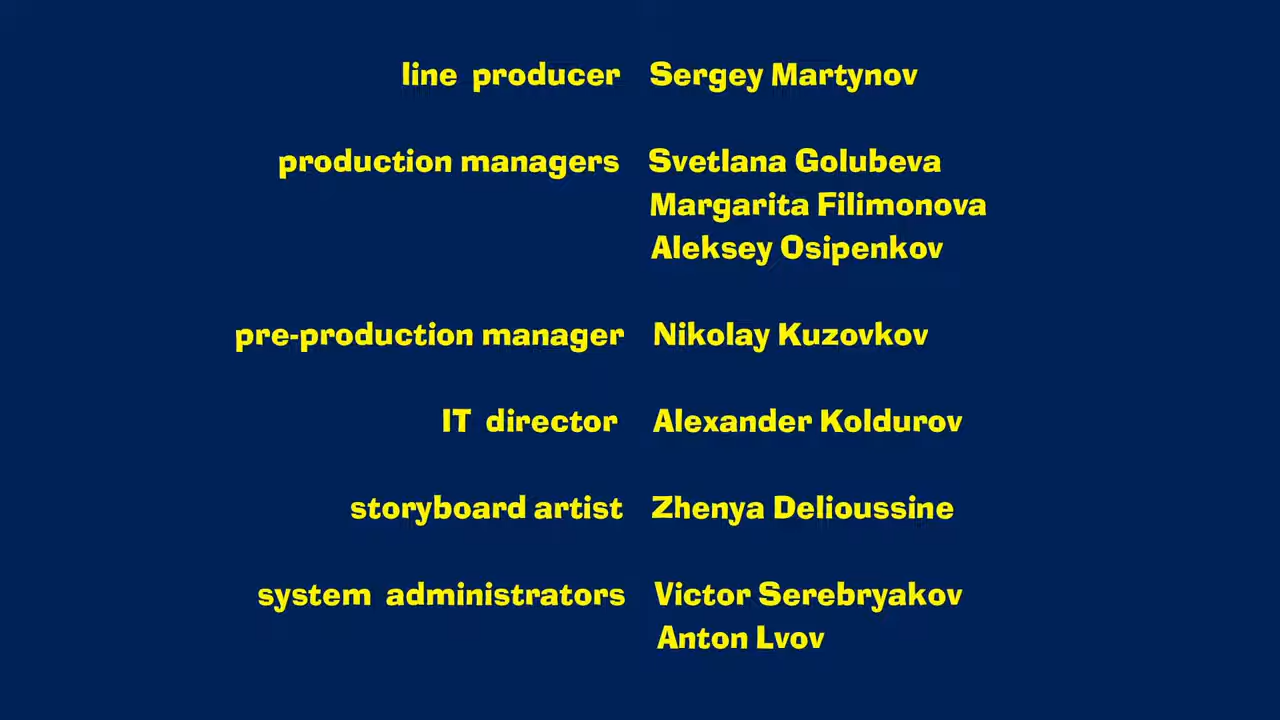 line producer Sergey Martynov
production managers Svetlana Golubeva
Margarita Filimonova
Aleksey Osipenkov
pre-production manager Nikolay Kuzovkov
IT director Alexander Koldurov
storyboard artist Zhenya Delioussine
system administrators Victor Serebryakov
Anton Lvov